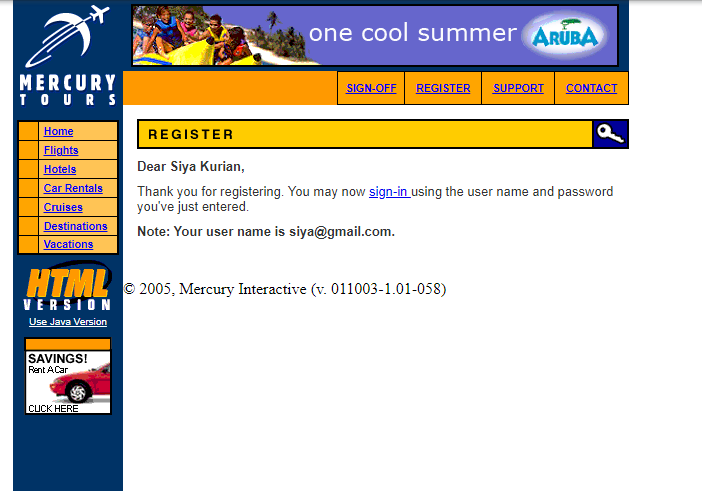 one cool summer ARUBA
MERCURY
TOURS
SIGN-OFF REGISTER SUPPORT CONTACT
Home
Flights
Hotels
Car Rentals
Cruises
Destinations
Vacations
HTML
VERSION
Use Java Version
SAVINGS!
Rent A Car
CLICK HERE
REGISTER
Dear Siya Kurian,
Thank you for registering. You may now sign-in using the user name and password
you've just entered.
Note: Your user name is siya@gmail.com.
© 2005, Mercury Interactive (v. 011003-1.01-058)